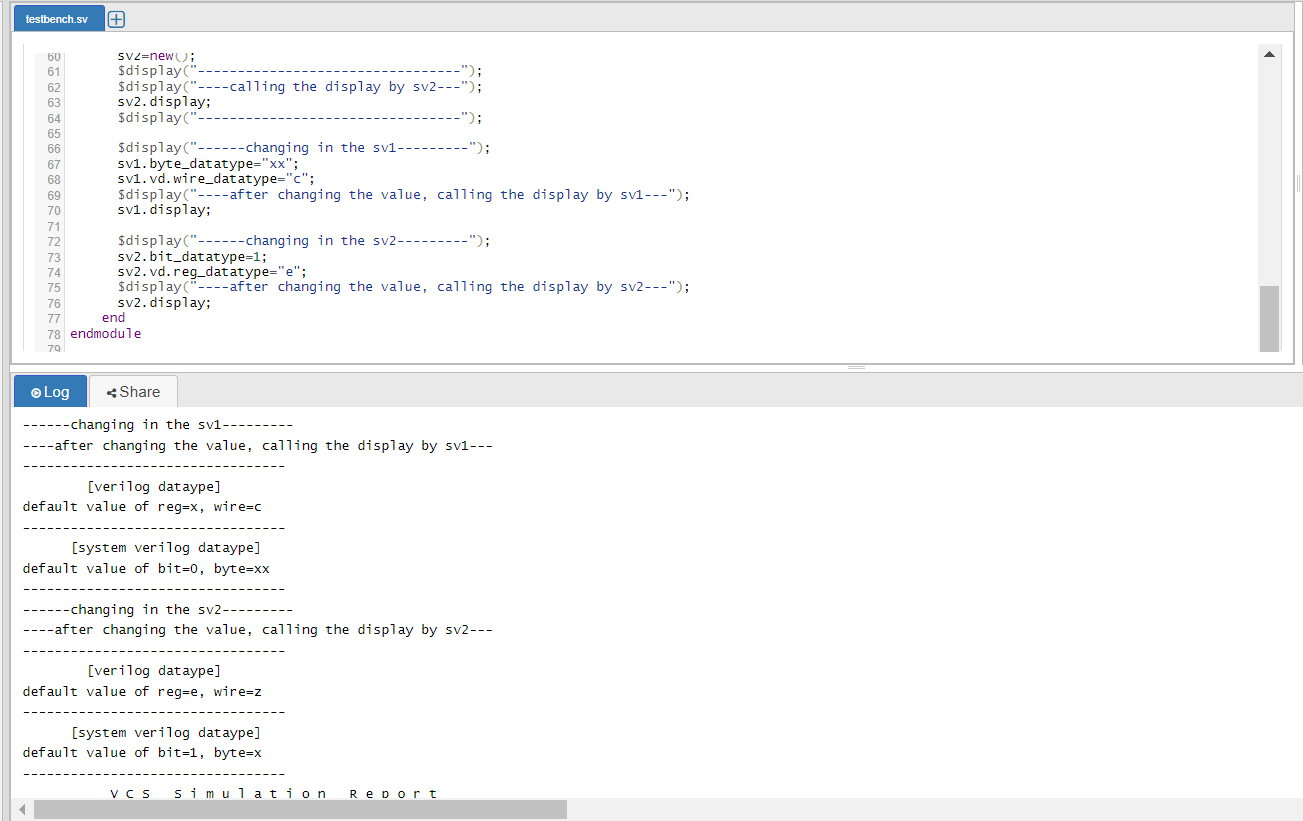 testbench.sv
60 sv2=new();
61 $display("---------------------------------");
62 $display("----calling the display by sv2---");
63 sv2.display;
64 $display("---------------------------------");
65
66 $display("------changing in the sv1---------");
67 sv1.byte_datatype="xx";
68 sv1.vd.wire_datatype="c";
69 $display("----after changing the value, calling the display by sv1---");
70 sv1.display;
71
72 $display("------changing in the sv2---------");
73 sv2.bit_datatype=1;
74 sv2.vd.reg_datatype="e";
75 $display("----after changing the value, calling the display by sv2---");
76 sv2.display;
77 end
78 endmodule
79
Log Share
------changing in the sv1---------
----after changing the value, calling the display by sv1---
---------------------------------
[verilog dataype]
default value of reg=x, wire=c
---------------------------------
[system verilog dataype]
default value of bit=0, byte=xx
---------------------------------
------changing in the sv2---------
----after changing the value, calling the display by sv2---
---------------------------------
[verilog dataype]
default value of reg=e, wire=z
---------------------------------
[system verilog dataype]
default value of bit=1, byte=x
---------------------------------
V C S   S i m u l a t i o n   R e p o r t